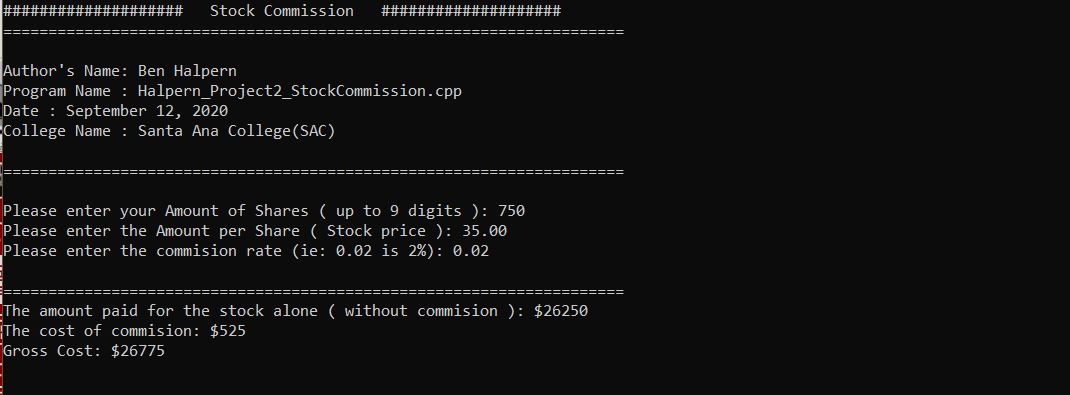 ####################   Stock Commission   ####################
=====================================================================
Author's Name: Ben Halpern
Program Name : Halpern_Project2_StockCommission.cpp
Date : September 12, 2020
College Name : Santa Ana College(SAC)
=====================================================================
Please enter your Amount of Shares ( up to 9 digits ): 750
Please enter the Amount per Share ( Stock price ): 35.00
Please enter the commision rate (ie: 0.02 is 2%): 0.02
=====================================================================
The amount paid for the stock alone ( without commision ): $26250
The cost of commision: $525
Gross Cost: $26775